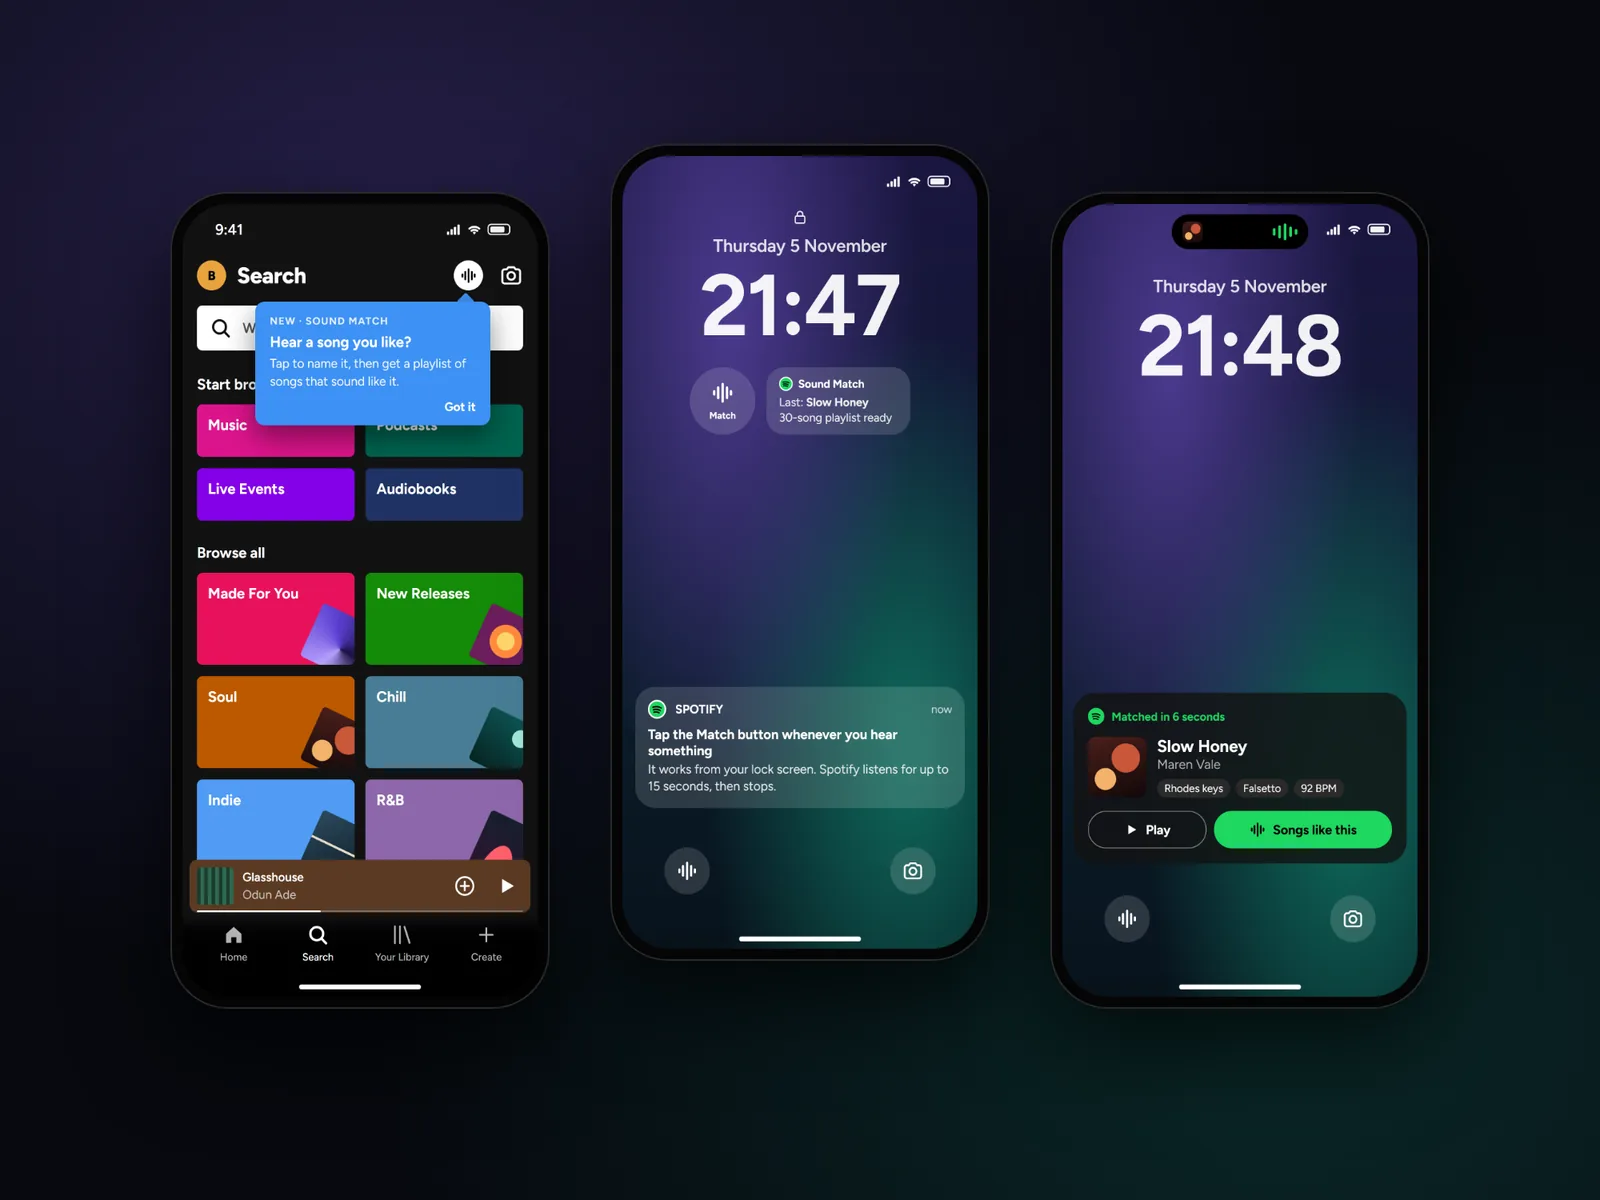 9:41
B
Search
W
NEW · SOUND MATCH
Hear a song you like?
Tap to name it, then get a playlist of
songs that sound like it.
Got it
Start bro
Music
Podcasts
Live Events
Audiobooks
Browse all
Made For You
New Releases
Soul
Chill
Indie
R&B
Glasshouse
Odun Ade
Home
Search
Your Library
Create
Thursday 5 November
21:47
Match
Sound Match
Last: Slow Honey
30-song playlist ready
SPOTIFY
now
Tap the Match button whenever you hear
something
It works from your lock screen. Spotify listens for up to
15 seconds, then stops.
Thursday 5 November
21:48
Matched in 6 seconds
Slow Honey
Maren Vale
Rhodes keys
Falsetto
92 BPM
Play
Songs like this